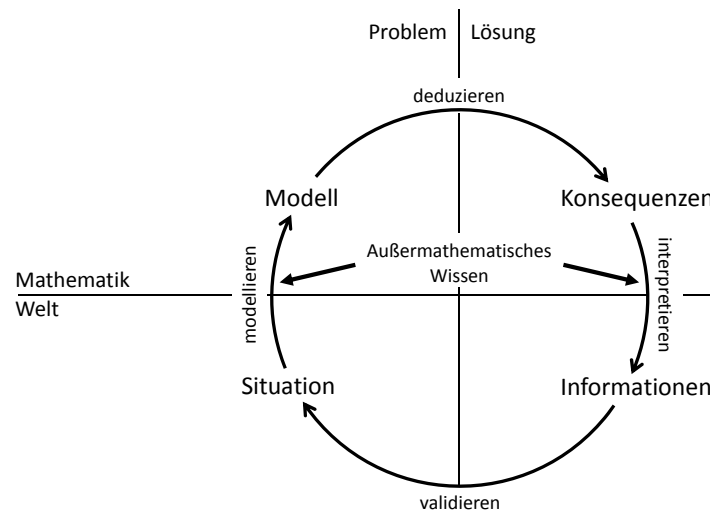 Problem Lösung
deduzieren
Modell
Konsequenzen
Außermathematisches
Wissen
modellieren
interpretieren
Mathematik
Welt
Situation
Informationen
validieren